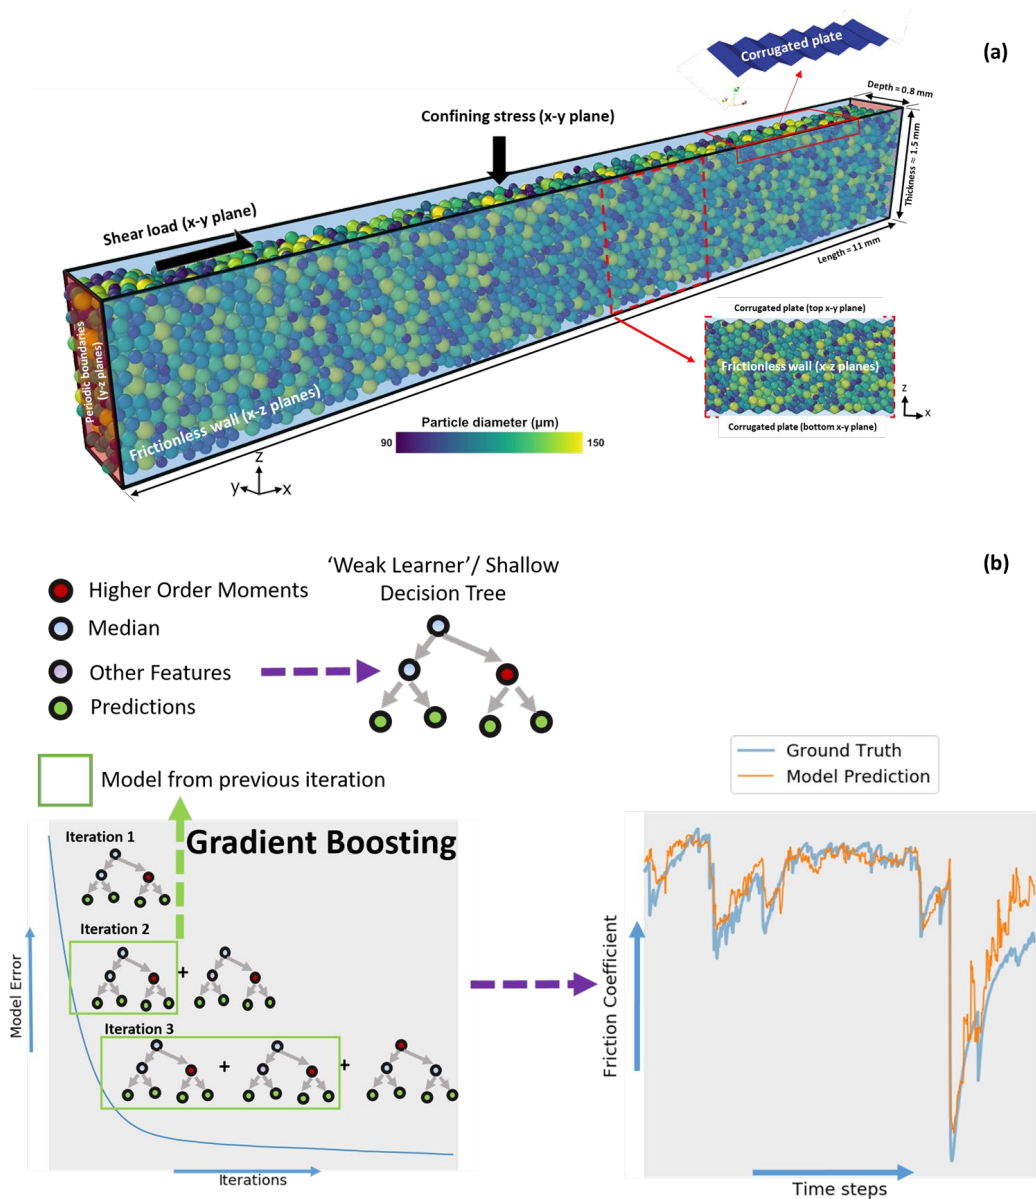 (a)
Corrugated plate
Depth ≈ 0.8 mm
Confining stress (x-y plane)
Thickness ≈ 1.5 mm
Shear load (x-y plane)
Length ≈ 11 mm
Periodic boundaries
(y-z planes)
Corrugated plate (top x-y plane)
Frictionless wall (x-z planes)
Frictionless wall (x-z planes)
z
x
Corrugated plate (bottom x-y plane)
Particle diameter (µm)
90
150
z
y
x
(b)
'Weak Learner'/ Shallow
Decision Tree
Higher Order Moments
Median
Other Features
Predictions
Model from previous iteration
Ground Truth
Model Prediction
Iteration 1
Gradient Boosting
Iteration 2
+
Iteration 3
+
+
Model Error
Iterations
Friction Coefficient
Time steps